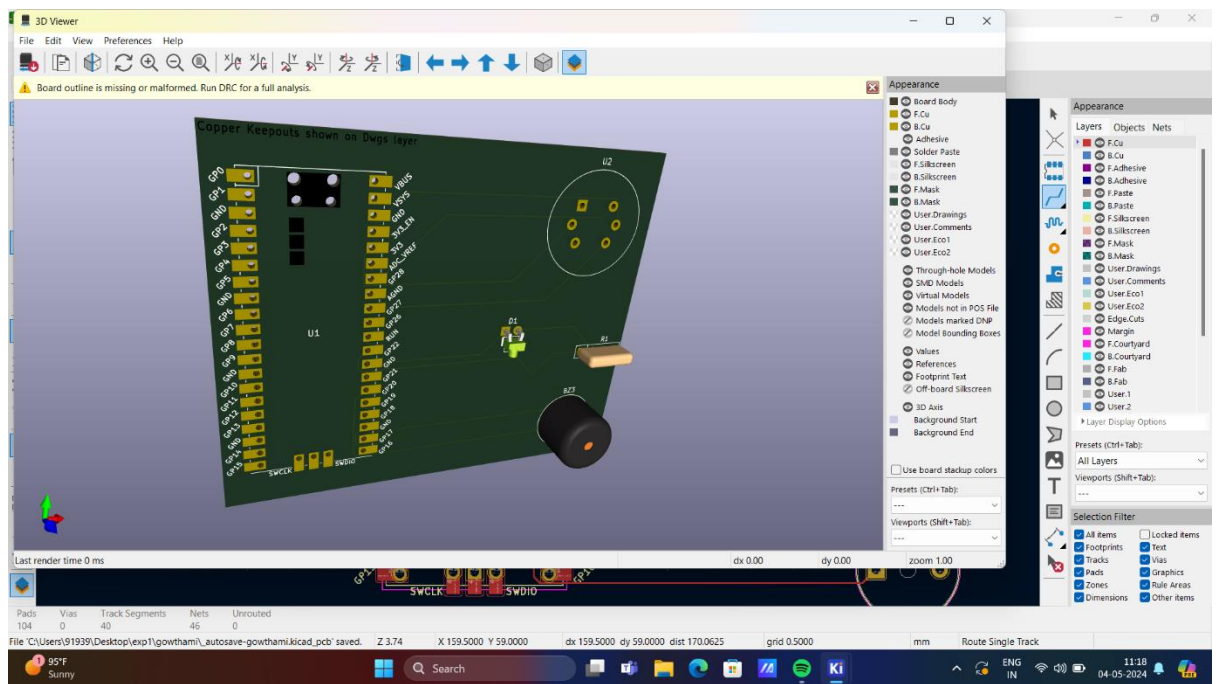 3D Viewer
File Edit View Preferences Help
Board outline is missing or malformed. Run DRC for a full analysis.
Copper Keepouts shown on Dwgs layer
GP0
GP1
GND
GP2
GP3
GP4
GP5
GND
GP6
GP7
GP8
GP9
GND
GP10
GP11
GP12
GP13
GND
GP14
GP15
U1
SWCLK
SWDIO
VBUS
VSYS
GND
3V3_EN
3V3
ADC_VREF
GP28
AGND
GP27
GP26
RUN
GP22
GND
GP21
GP20
GP19
GP18
GND
GP17
GP16
U2
D1
R1
BZ3
Appearance
Board Body
F.Cu
B.Cu
Adhesive
Solder Paste
F.Silkscreen
B.Silkscreen
F.Mask
B.Mask
User.Drawings
User.Comments
User.Eco1
User.Eco2
Through-hole Models
SMD Models
Virtual Models
Models not in POS File
Models marked DNP
Model Bounding Boxes
Values
References
Footprint Text
Off-board Silkscreen
3D Axis
Background Start
Background End
Use board stackup colors
Presets (Ctrl+Tab):
---
Viewports (Shift+Tab):
---
Last render time 0 ms dx 0.00 dy 0.00 zoom 1.00
Appearance
Layers Objects Nets
F.Cu
B.Cu
F.Adhesive
B.Adhesive
F.Paste
B.Paste
F.Silkscreen
B.Silkscreen
F.Mask
B.Mask
User.Drawings
User.Comments
User.Eco1
User.Eco2
Edge.Cuts
Margin
F.Courtyard
B.Courtyard
F.Fab
B.Fab
User.1
User.2
Layer Display Options
Presets (Ctrl+Tab):
All Layers
Viewports (Shift+Tab):
---
Selection Filter
All items Locked items
Footprints Text
Tracks Vias
Pads Graphics
Zones Rule Areas
Dimensions Other items
SWCLK SWDIO
Pads Vias Track Segments Nets Unrouted
104 0 40 46 0
File 'C:\Users\91939\Desktop\exp1\gowthami\_autosave-gowthami.kicad_pcb' saved. Z 3.74 X 159.5000 Y 59.0000 dx 159.5000 dy 59.0000 dist 170.0625 grid 0.5000 mm Route Single Track
1 95°F
Sunny
Search
Ki
ENG
IN
11:18
04-05-2024